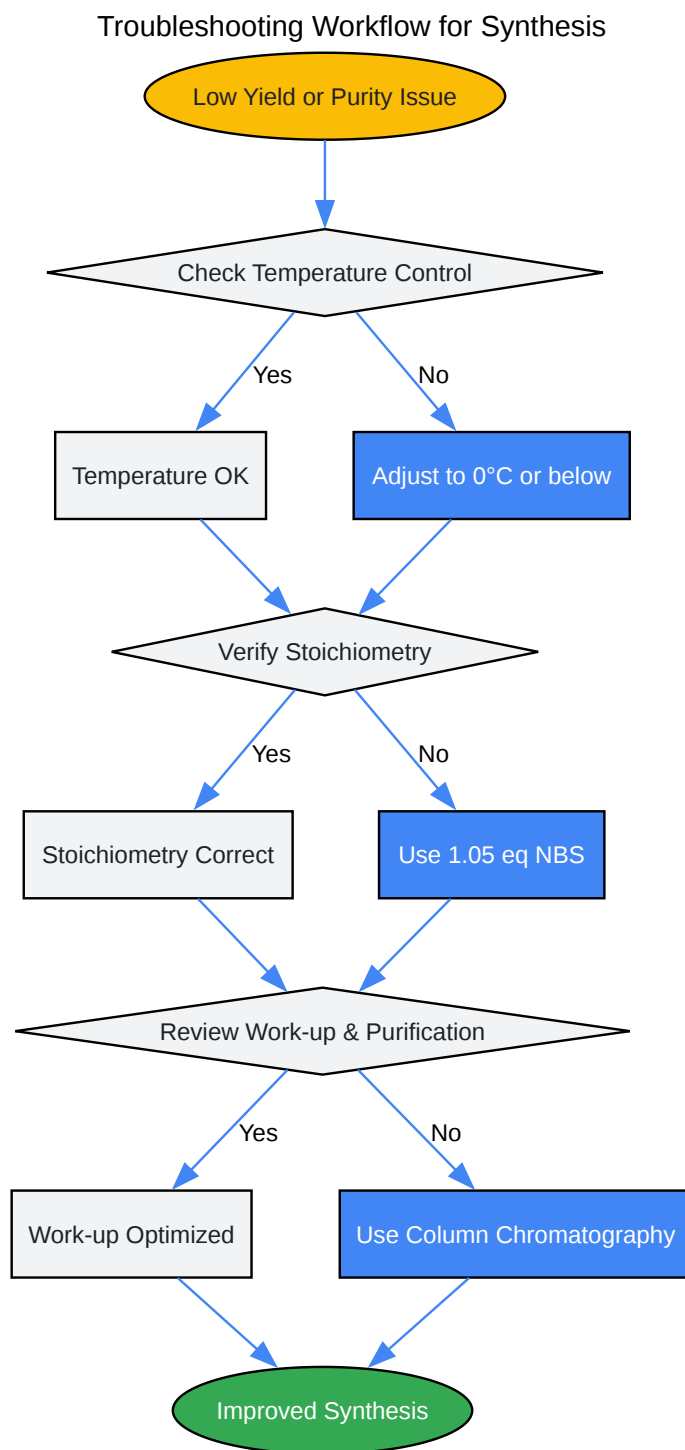 Troubleshooting Workflow for Synthesis
Low Yield or Purity Issue
Check Temperature Control
Yes
No
Temperature OK
Adjust to 0°C or below
Verify Stoichiometry
Yes
No
Stoichiometry Correct
Use 1.05 eq NBS
Review Work-up & Purification
Yes
No
Work-up Optimized
Use Column Chromatography
Improved Synthesis